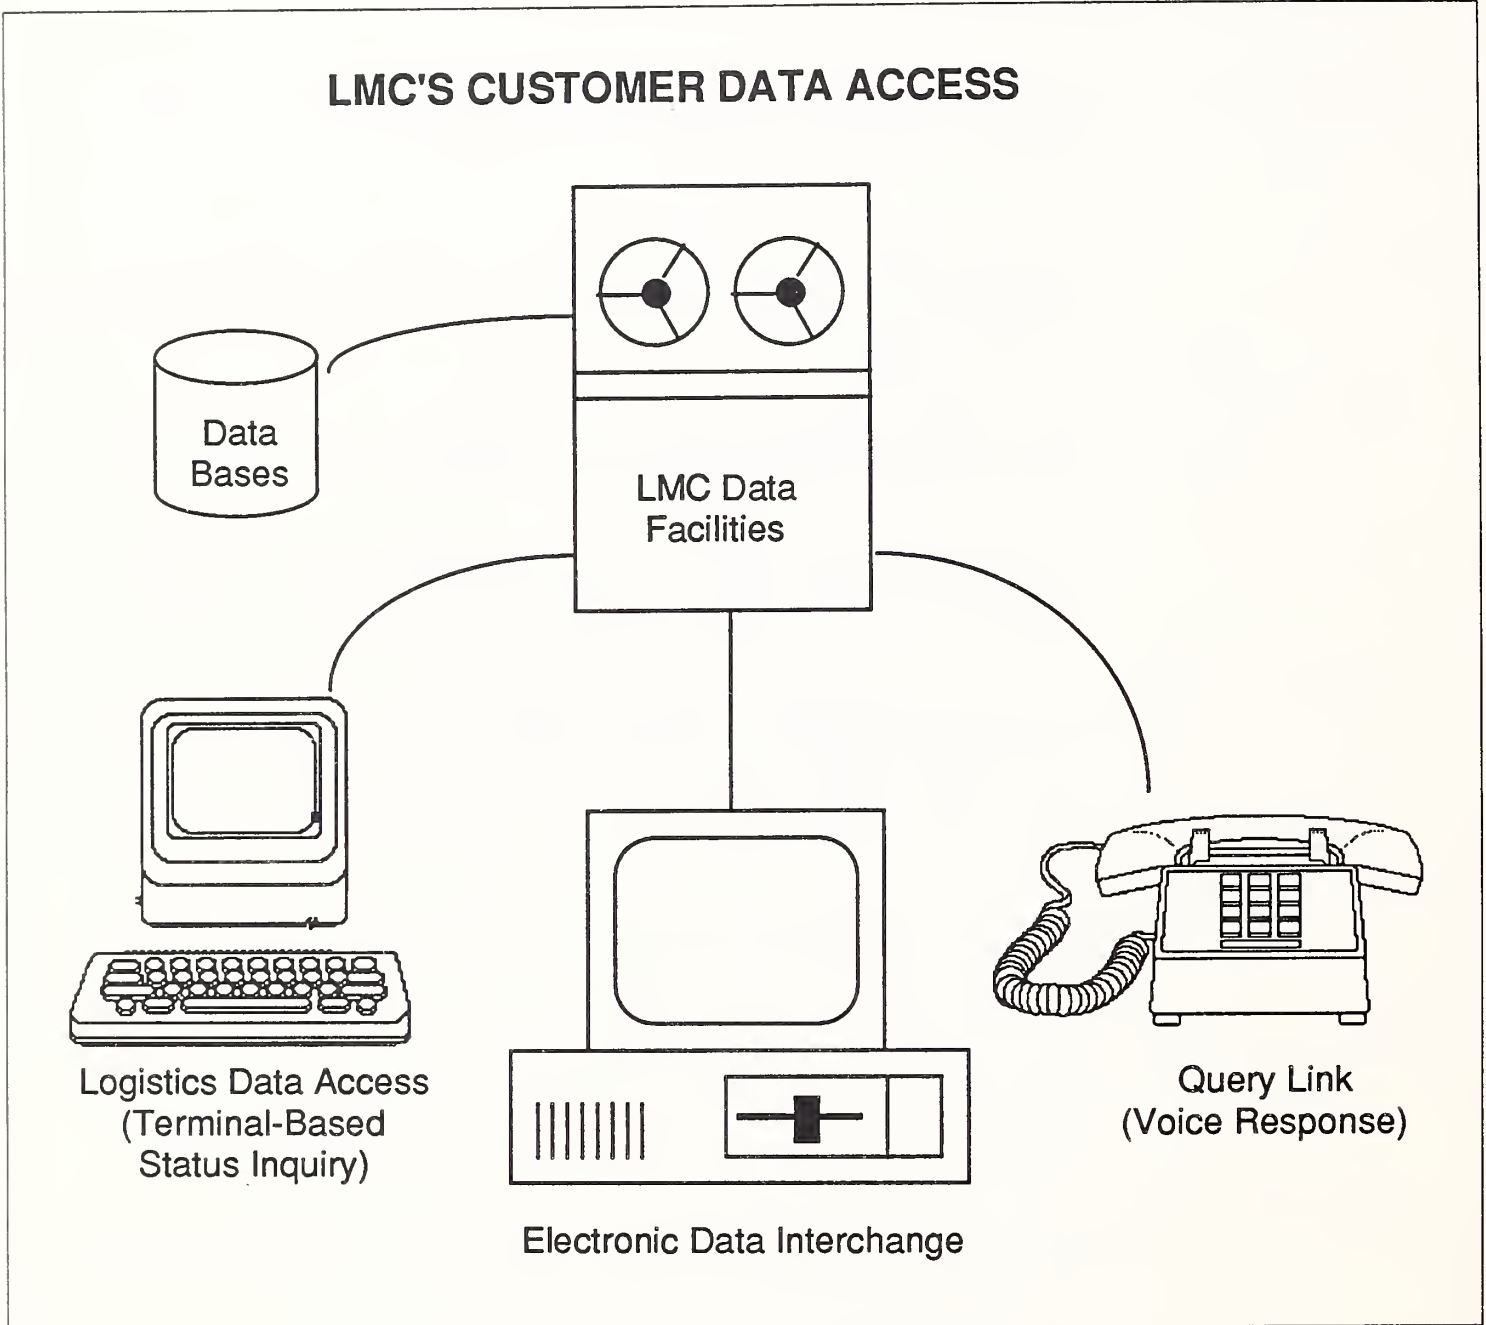 LMC'S CUSTOMER DATA ACCESS
Data
Bases
LMC Data
Facilities
Logistics Data Access
(Terminal-Based
Status Inquiry)
Electronic Data Interchange
Query Link
(Voice Response)